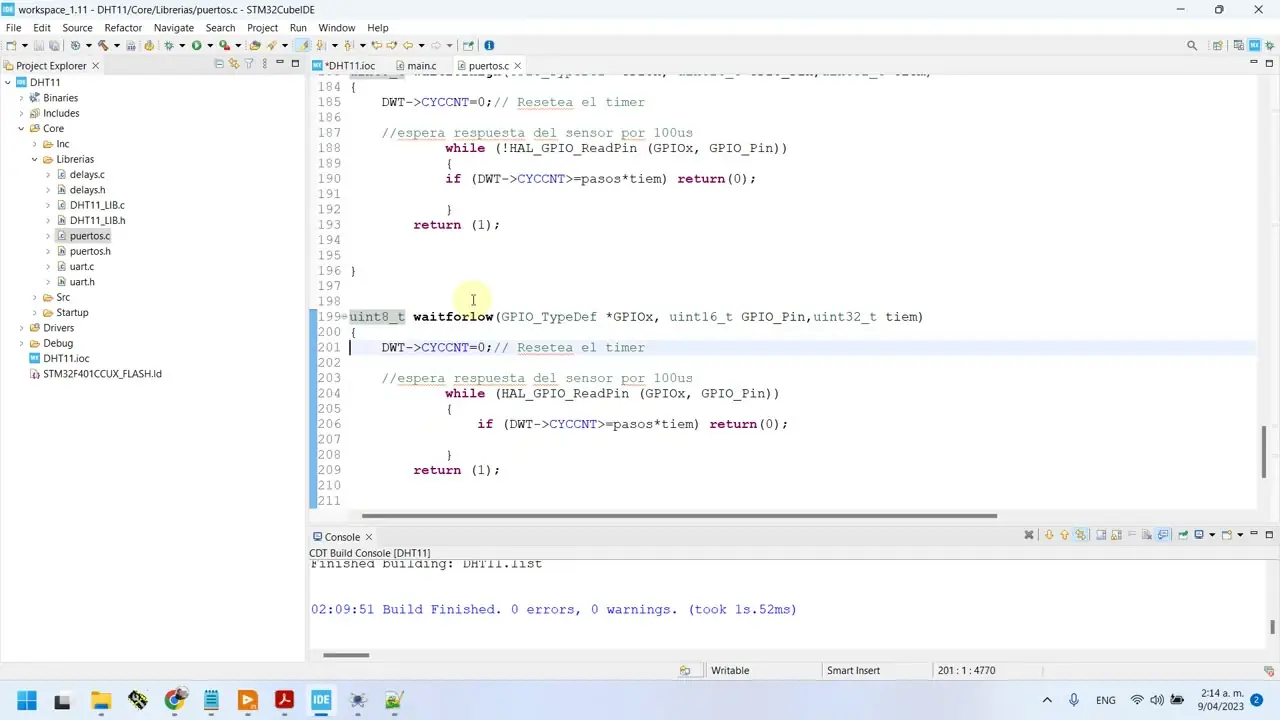 workspace_1.11 - DHT11/Core/Librerias/puertos.c - STM32CubeIDE
File Edit Source Refactor Navigate Search Project Run Window Help
Project Explorer
DHT11
Binaries
Includes
Core
Inc
Librerias
delays.c
delays.h
DHT11_LIB.c
DHT11_LIB.h
puertos.c
puertos.h
uart.c
uart.h
Src
Startup
Drivers
Debug
DHT11.ioc
STM32F401CCUX_FLASH.ld
*DHT11.ioc main.c puertos.c
184 {
185 DWT->CYCCNT=0;// Resetea el timer
186
187 //espera respuesta del sensor por 100us
188 while (!HAL_GPIO_ReadPin (GPIOx, GPIO_Pin))
189 {
190 if (DWT->CYCCNT>=pasos*tiem) return(0);
191
192 }
193 return (1);
194
195
196 }
197
198
199 uint8_t waitforlow(GPIO_TypeDef *GPIOx, uint16_t GPIO_Pin,uint32_t tiem)
200 {
201 DWT->CYCCNT=0;// Resetea el timer
202
203 //espera respuesta del sensor por 100us
204 while (HAL_GPIO_ReadPin (GPIOx, GPIO_Pin))
205 {
206 if (DWT->CYCCNT>=pasos*tiem) return(0);
207
208 }
209 return (1);
210
211
Console
CDT Build Console [DHT11]
Finished building: DHT11.list
02:09:51 Build Finished. 0 errors, 0 warnings. (took 1s.52ms)
Writable Smart Insert 201 : 1 : 4770
IDE ENG 2:14 a. m.
9/04/2023 2